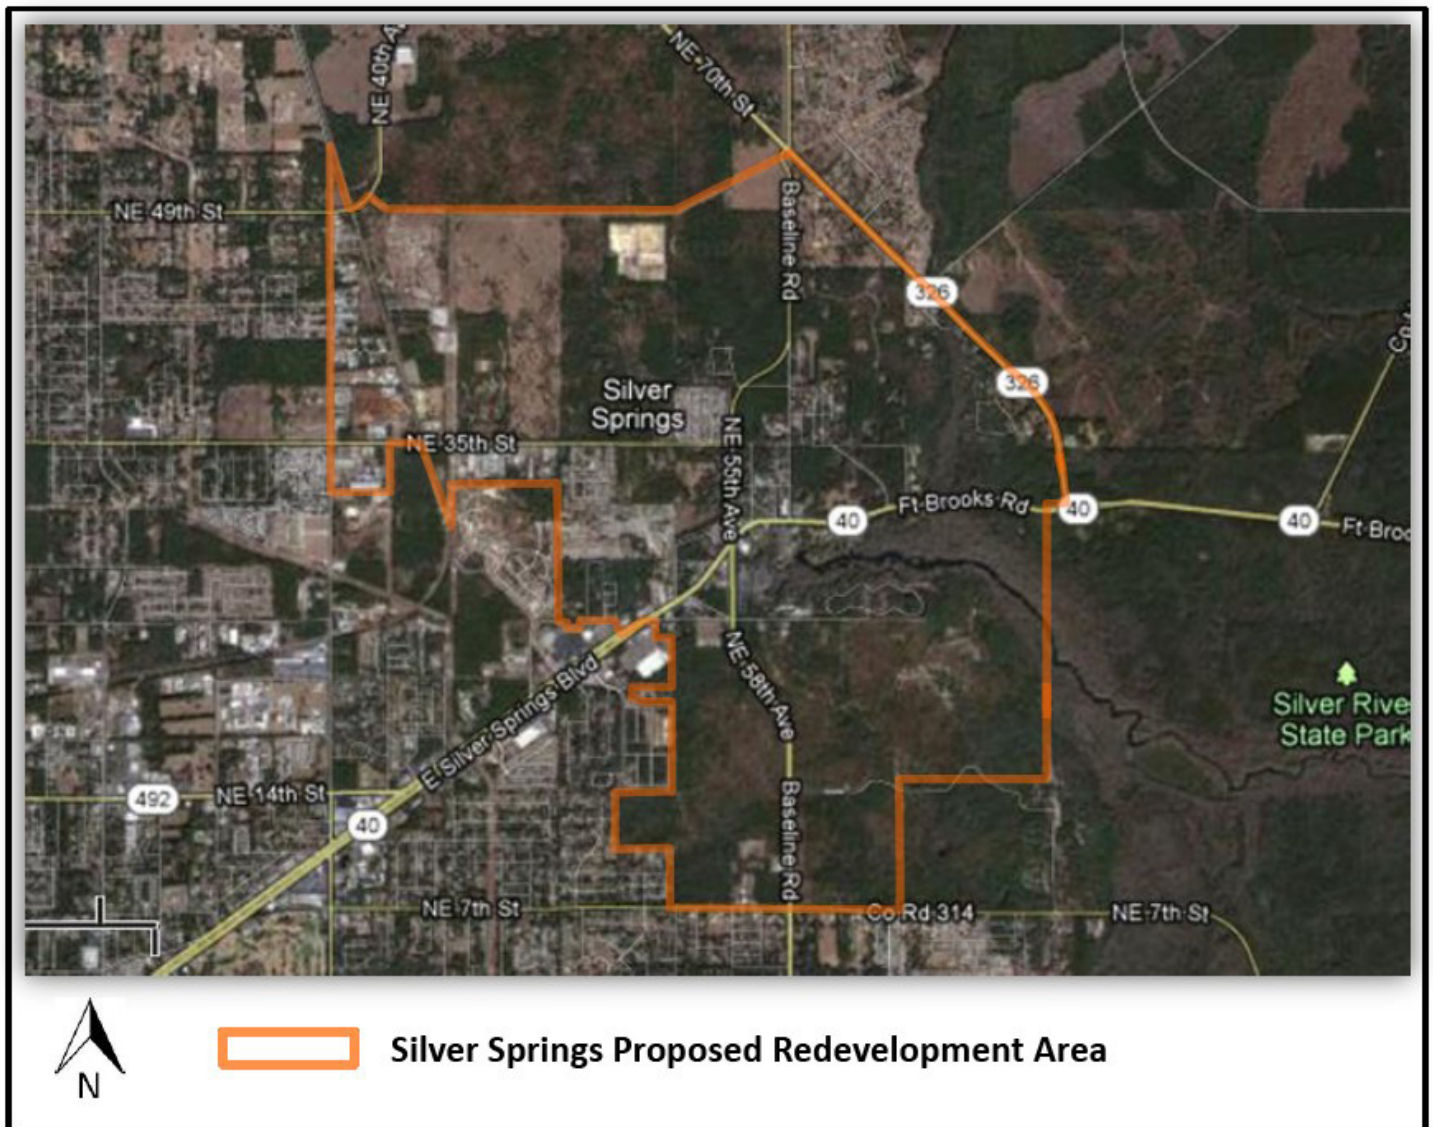 NE 40th A
NE 70th St
NE 49th St
Baseline Rd
326
326
Silver
Springs
NE 35th St
NE 55th Ave
40
Ft Brooks Rd
40
40
Ft Broo
Co
E Silver Springs Blvd
NE 58th Ave
Silver Rive
State Park
492
NE 14th St
40
Baseline Rd
NE 7th St
Co Rd 314
NE 7th St
N
Silver Springs Proposed Redevelopment Area